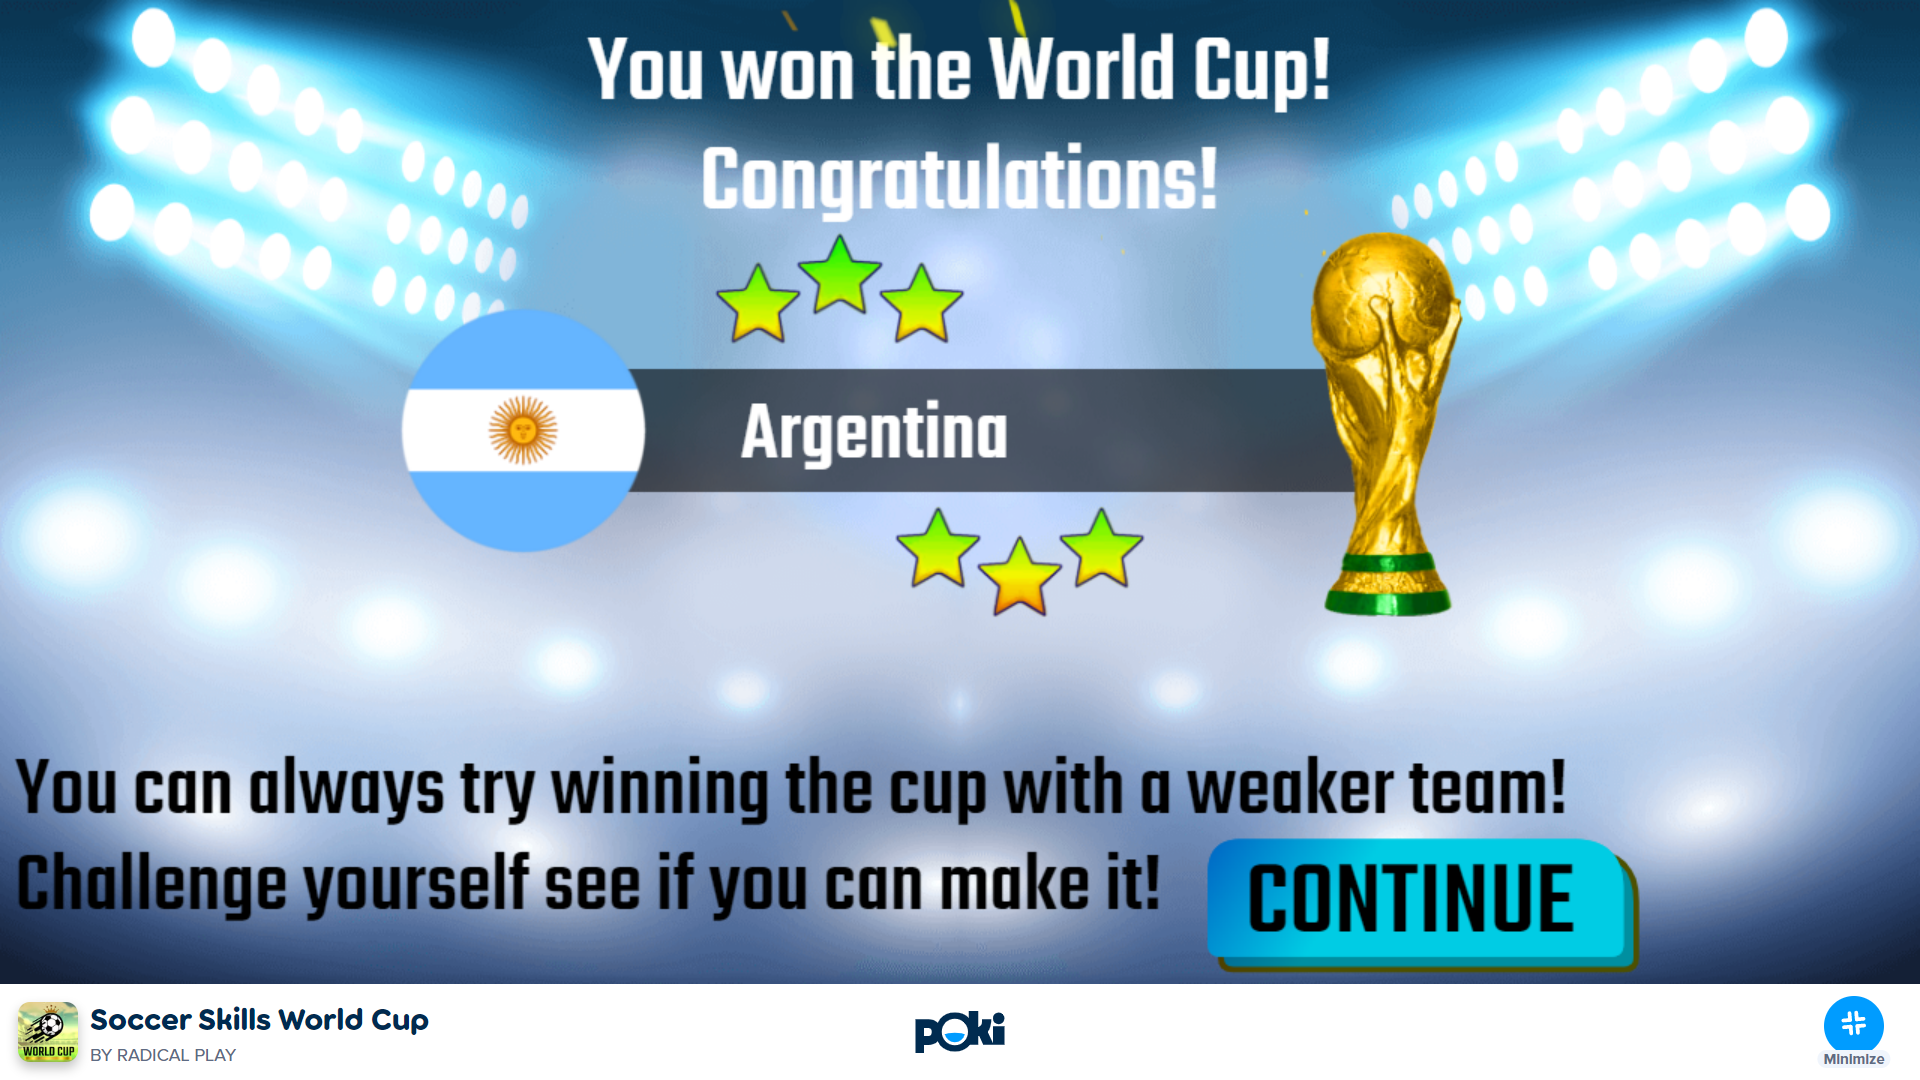 You won the World Cup!
Congratulations!
Argentina
You can always try winning the cup with a weaker team!
Challenge yourself see if you can make it!
CONTINUE
WORLD CUP
Soccer Skills World Cup
BY RADICAL PLAY
poki
Minimize